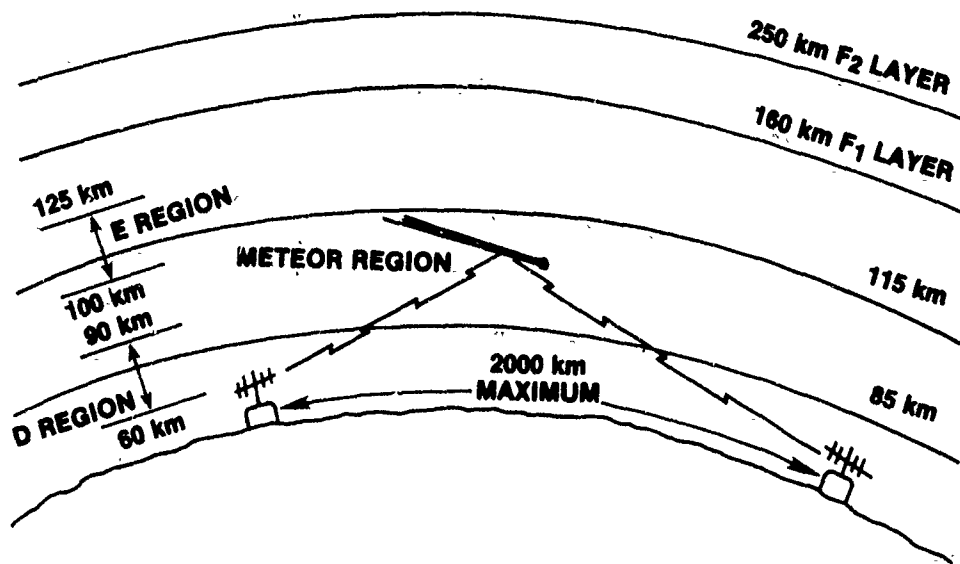 250 km F₂ LAYER
160 km F₁ LAYER
125 km
E REGION
METEOR REGION
100 km
90 km
115 km
2000 km
MAXIMUM
85 km
D REGION
60 km